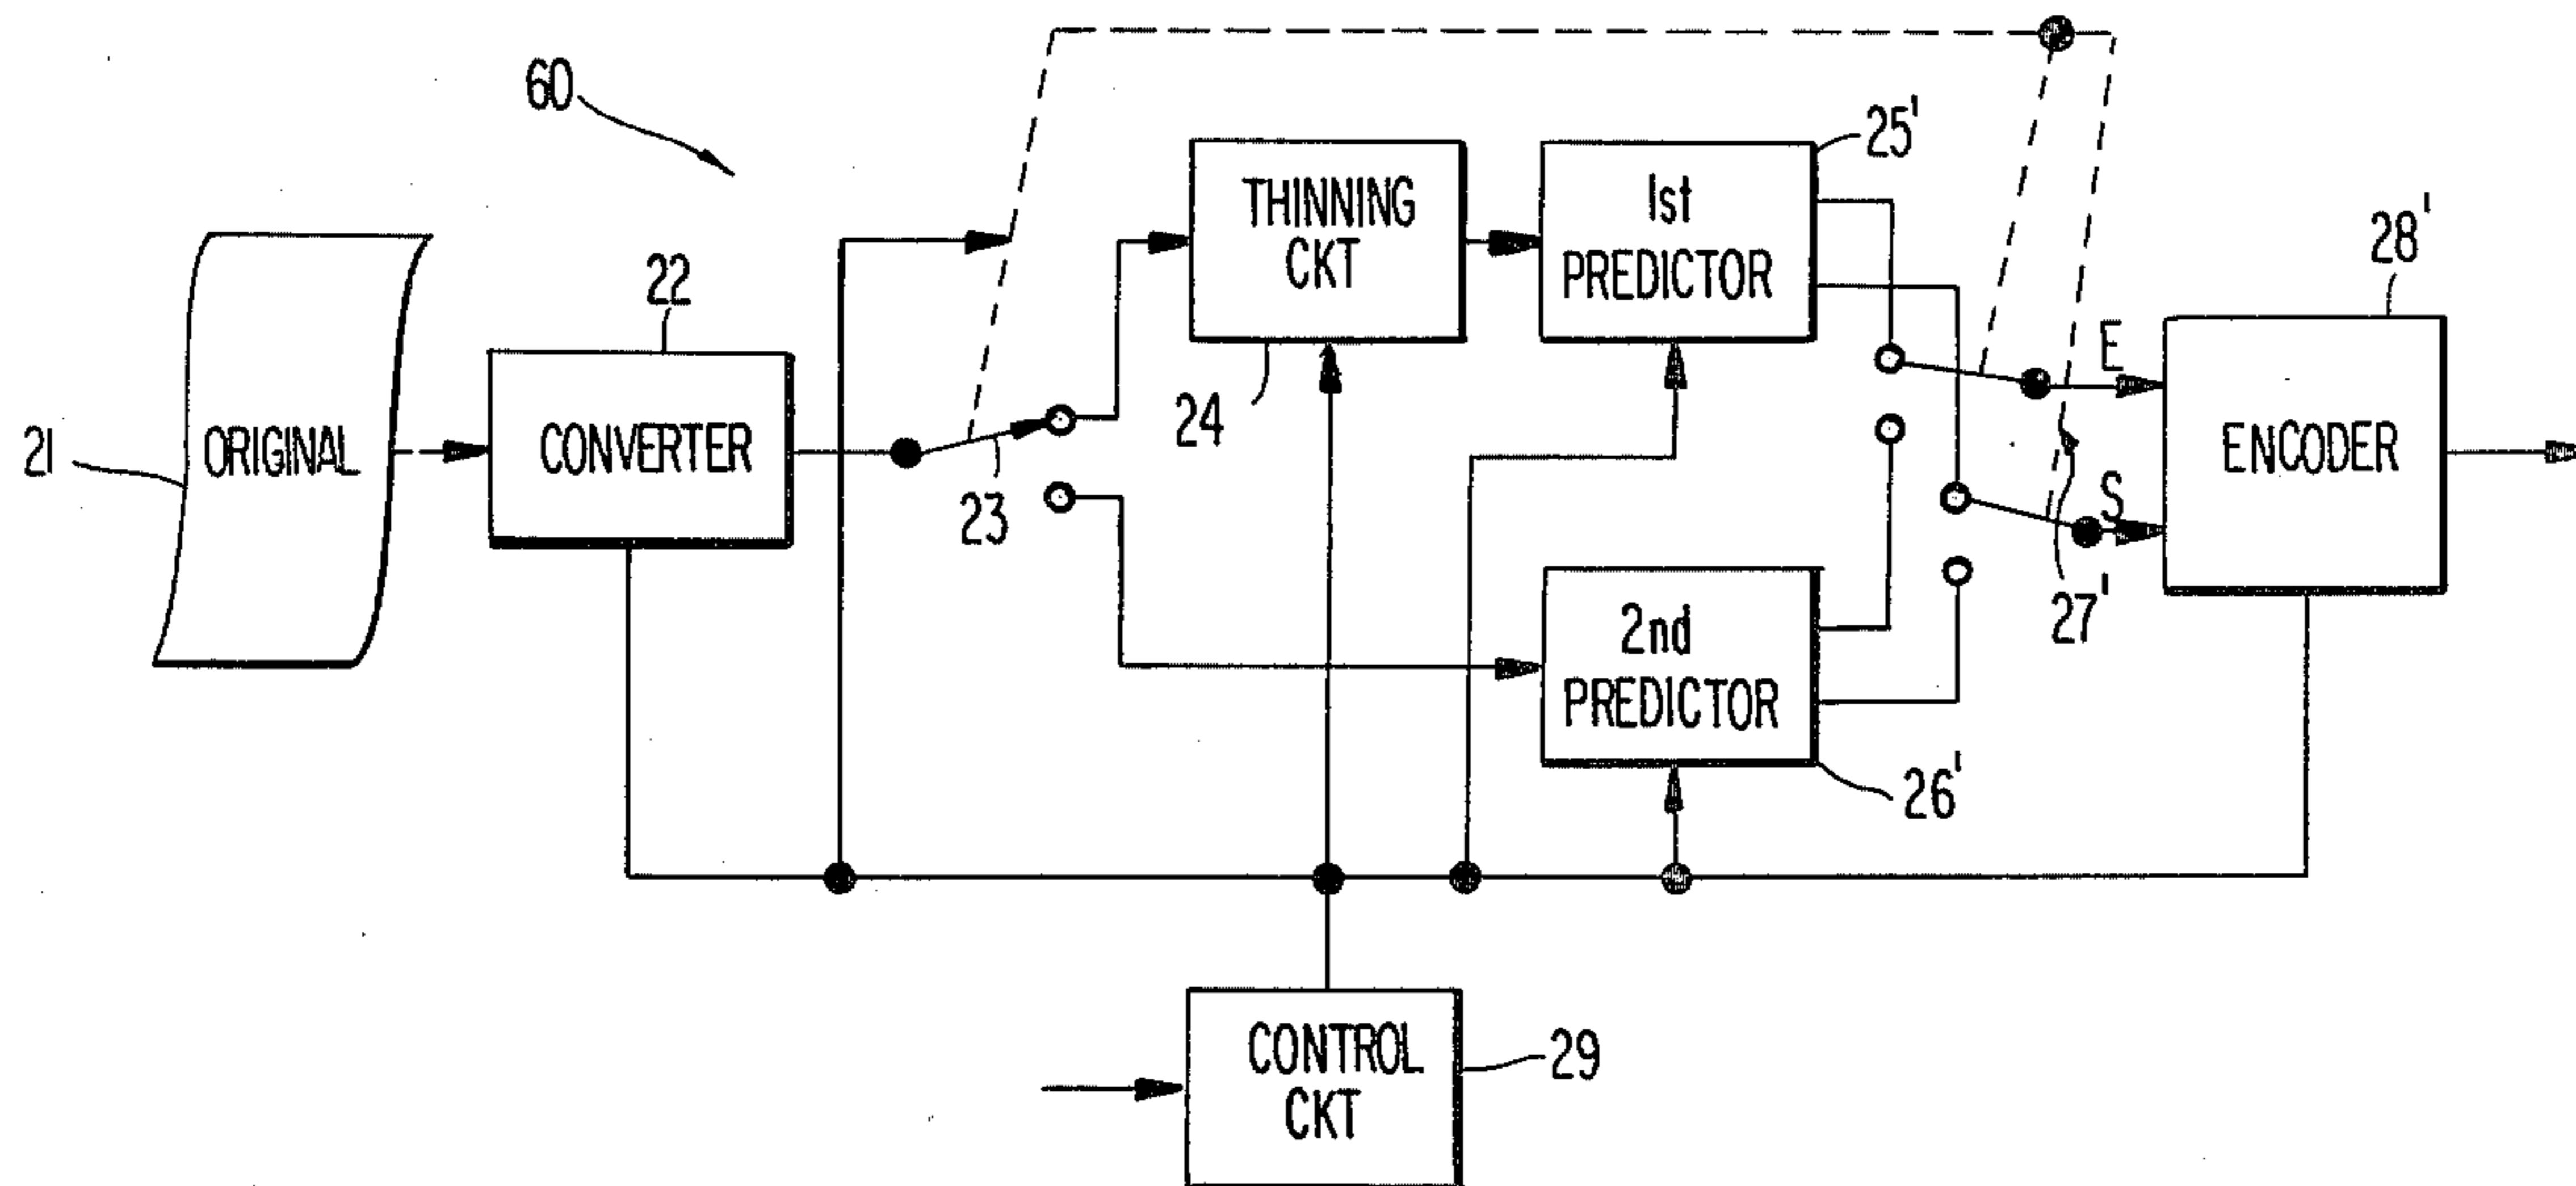 60
21
ORIGINAL
22
CONVERTER
23
THINNING
CKT
24
1st
PREDICTOR
25'
2nd
PREDICTOR
26'
E
S
27'
28'
ENCODER
CONTROL
CKT
29